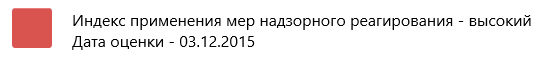 Индекс применения мер надзорного реагирования - высокий
Дата оценки - 03.12.2015